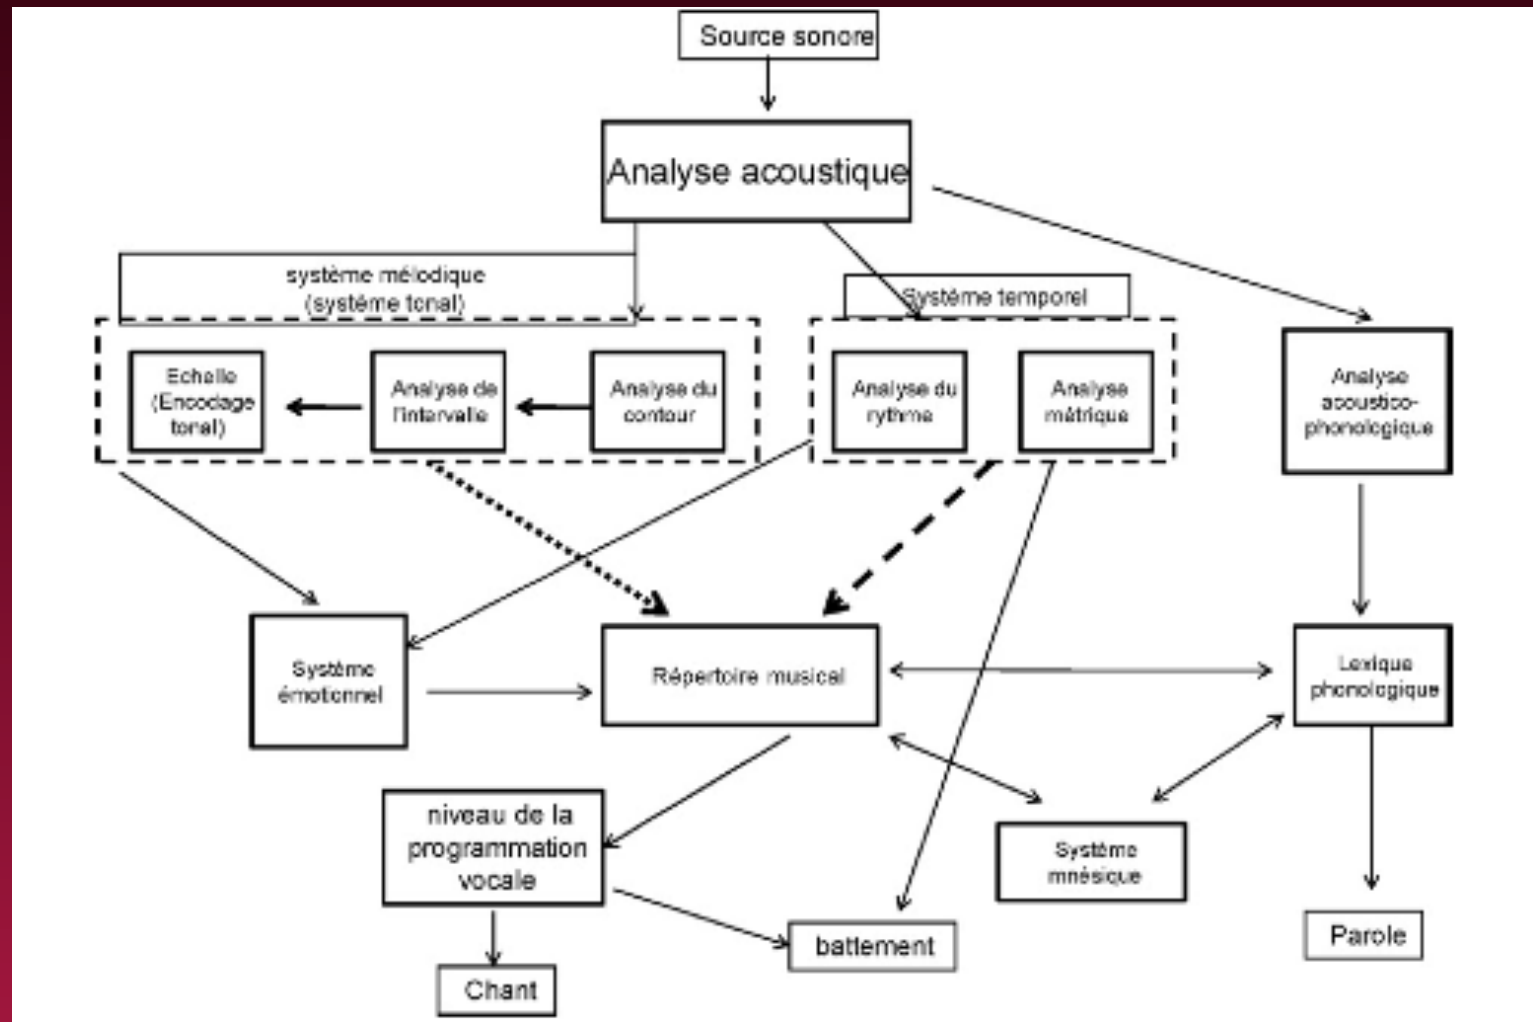 Source sonore
Analyse acoustique
système mélodique
(système tonal)
Système temporel
Echelle
(Encodage
tonal)
Analyse de
l'intervalle
Analyse du
contour
Analyse du
rythme
Analyse
métrique
Analyse
acoustico-
phonologique
Système
émotionnel
Répertoire musical
Lexique
phonologique
niveau de la
programmation
vocale
Système
mnésique
battement
Parole
Chant